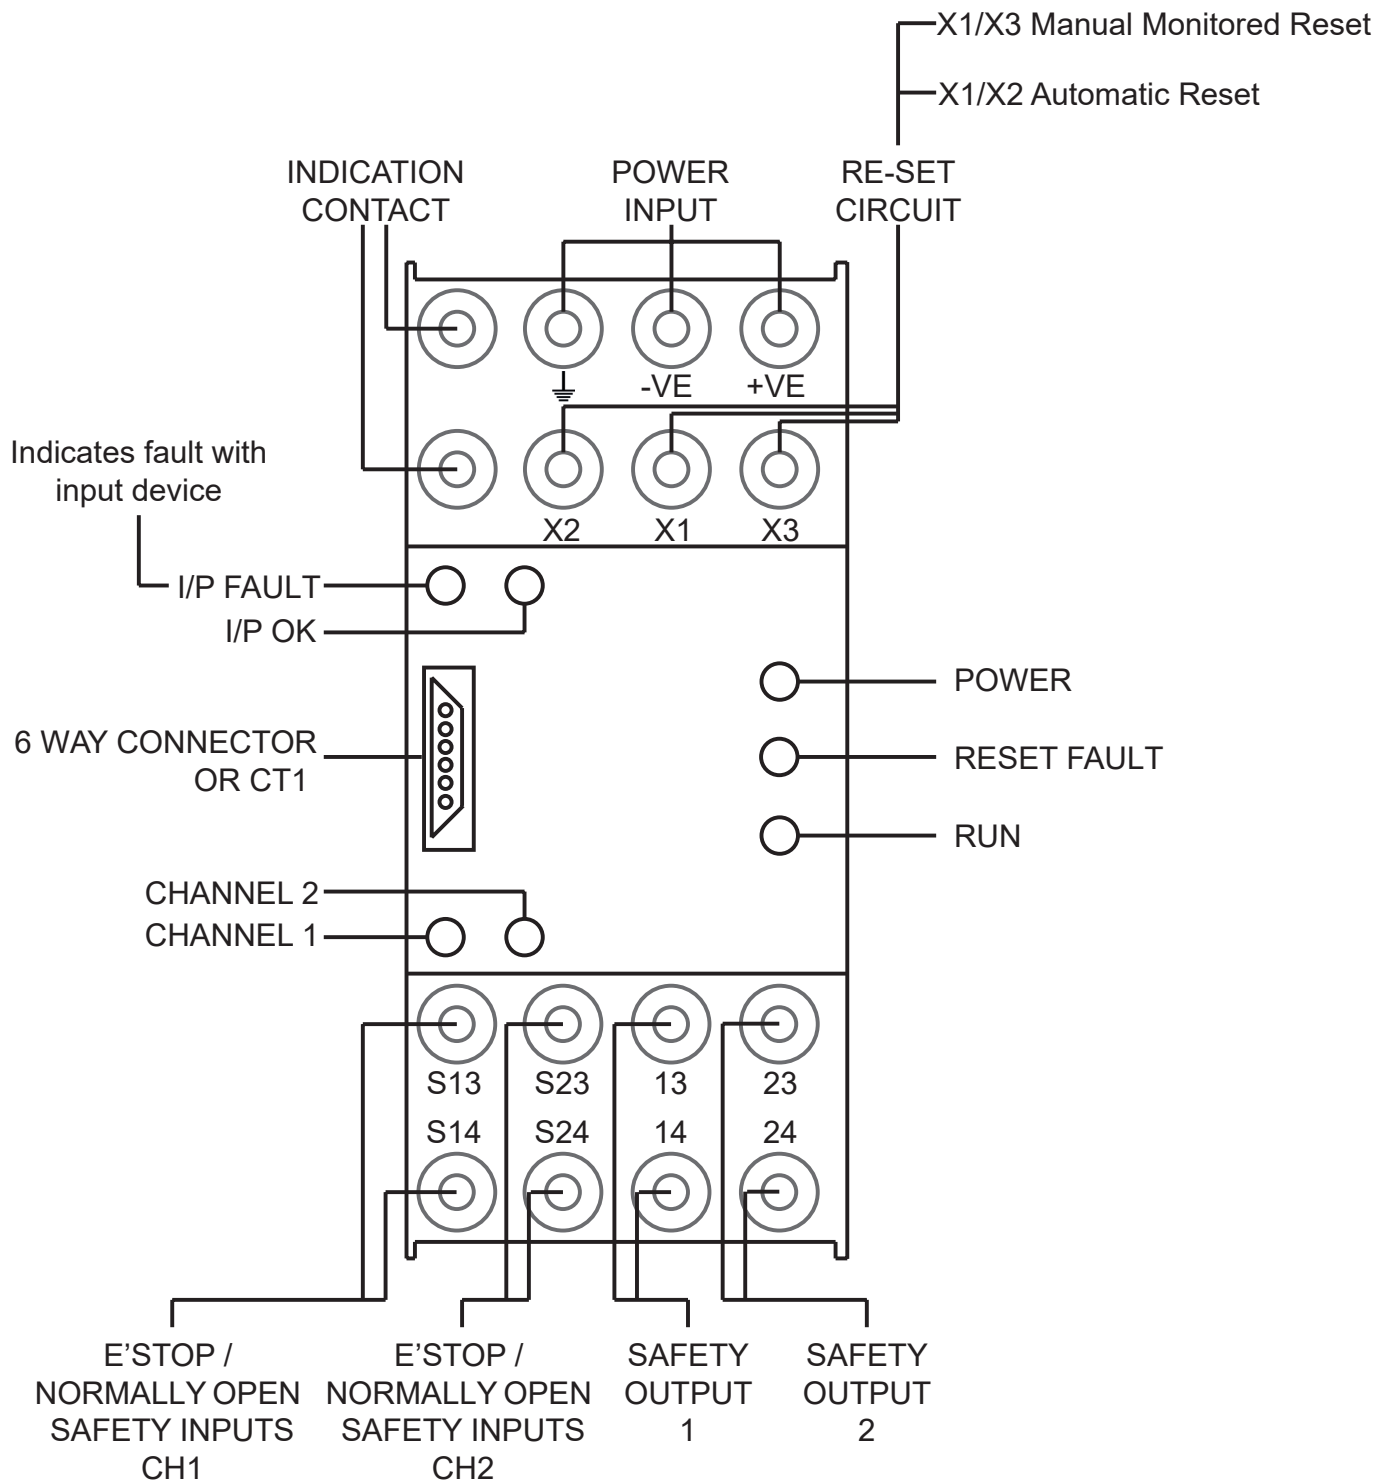 X1/X3 Manual Monitored Reset
X1/X2 Automatic Reset
INDICATION
CONTACT
POWER
INPUT
RE-SET
CIRCUIT
-VE
+VE
Indicates fault with
input device
X2
X1
X3
I/P FAULT
I/P OK
POWER
6 WAY CONNECTOR
OR CT1
RESET FAULT
RUN
CHANNEL 2
CHANNEL 1
S13
S23
13
23
S14
S24
14
24
E'STOP /
NORMALLY OPEN
SAFETY INPUTS
CH1
E'STOP /
NORMALLY OPEN
SAFETY INPUTS
CH2
SAFETY
OUTPUT
1
SAFETY
OUTPUT
2